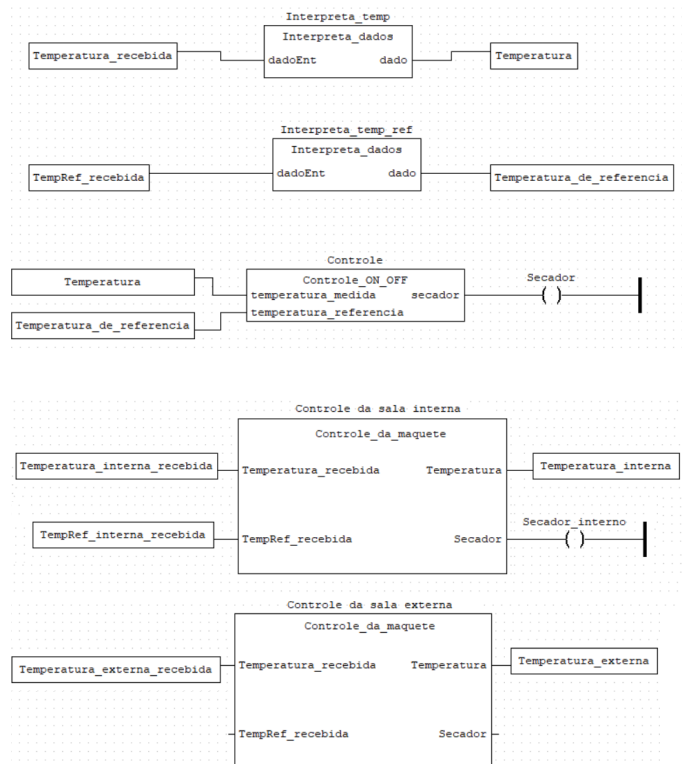 Interpreta_temp
Interpreta_dados
Temperatura_recebida
dadoEnt dado
Temperatura
Interpreta_temp_ref
Interpreta_dados
TempRef_recebida
dadoEnt dado
Temperatura_de_referencia
Controle
Controle_ON_OFF
Temperatura
temperatura_medida secador
Secador
( )
Temperatura_de_referencia
temperatura_referencia
Controle da sala interna
Controle_da_maquete
Temperatura_interna_recebida
Temperatura_recebida Temperatura
Temperatura_interna
TempRef_interna_recebida
TempRef_recebida Secador
Secador_interno
( )
Controle da sala externa
Controle_da_maquete
Temperatura_externa_recebida
Temperatura_recebida Temperatura
Temperatura_externa
TempRef_recebida Secador